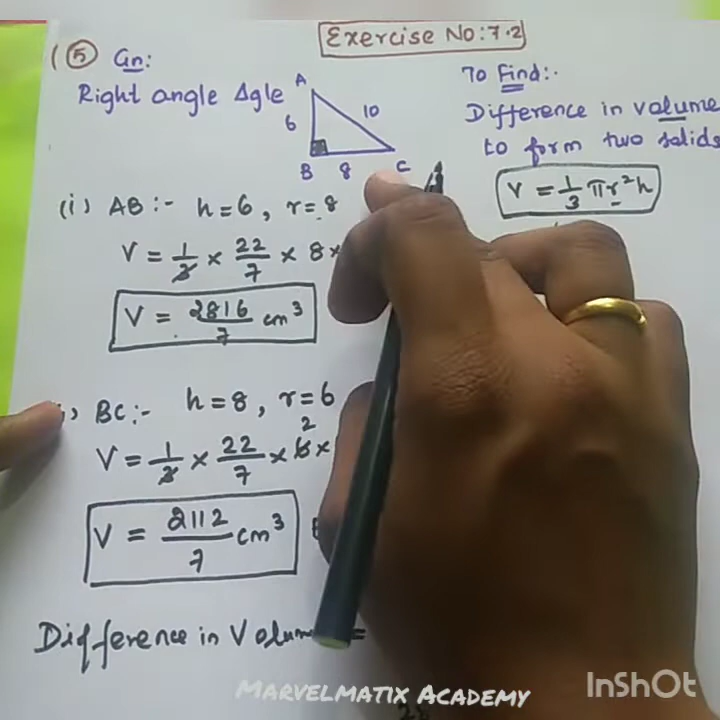 Exercise No: 7.2
(5) Gn:
Right angle Δgle
A
6
10
B
8
C
To Find:-
Difference in volume
to form two solids
V = 1/3 πr²h
(i) AB:- h=6, r=8
V = 1/3 × 22/7 × 8 ×
V = 2816/7 cm³
BC:- h=8, r=6
2
V = 1/3 × 22/7 × 6 ×
V = 2112/7 cm³
Difference in Volume =
MARVELMATIX ACADEMY
InShOt